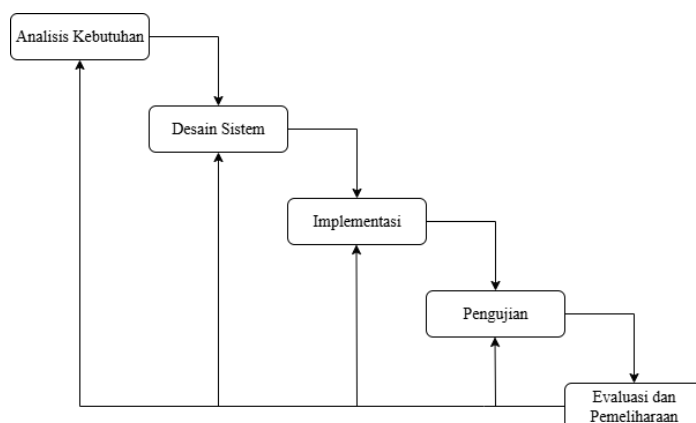 Analisis Kebutuhan
Desain Sistem
Implementasi
Pengujian
Evaluasi dan
Pemeliharaan